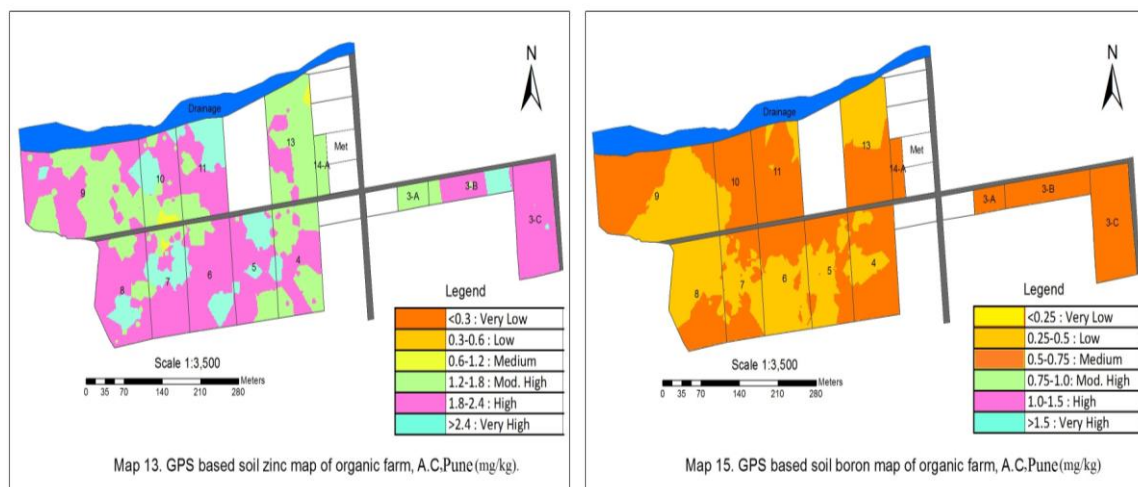 N
Drainage
13
Met
14-A
11
10
9
3-A
3-B
3-C
4
5
6
7
8
Legend
<0.3 : Very Low
0.3-0.6 : Low
0.6-1.2 : Medium
1.2-1.8 : Mod. High
1.8-2.4 : High
>2.4 : Very High
Scale 1:3,500
Meters
0 35 70 140 210 280
Map 13. GPS based soil zinc map of organic farm, A.C,Pune(mg/kg).
N
Drainage
13
Met
14-A
11
10
9
3-A
3-B
3-C
4
5
6
7
8
Legend
<0.25 : Very Low
0.25-0.5 : Low
0.5-0.75 : Medium
0.75-1.0: Mod. High
1.0-1.5 : High
>1.5 : Very High
Scale 1:3,500
Meters
0 35 70 140 210 280
Map 15. GPS based soil boron map of organic farm, A.C,Pune(mg/kg)